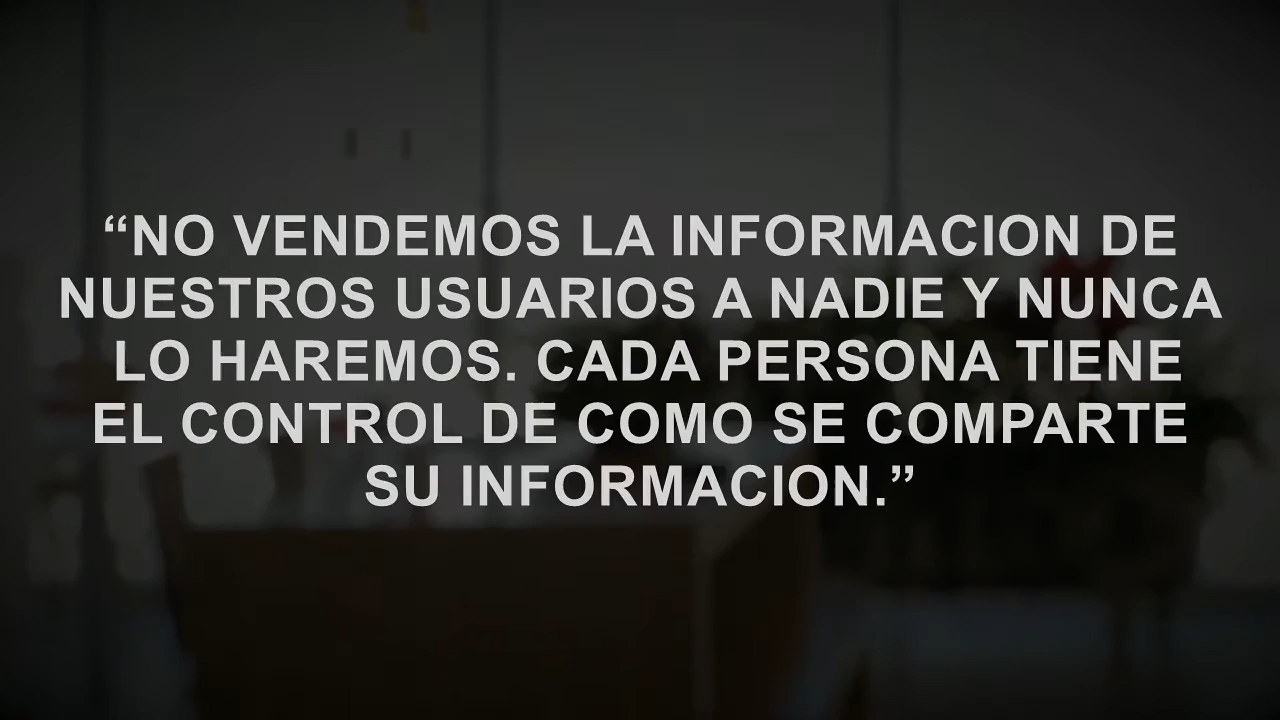 “NO VENDEMOS LA INFORMACION DE
NUESTROS USUARIOS A NADIE Y NUNCA
LO HAREMOS. CADA PERSONA TIENE
EL CONTROL DE COMO SE COMPARTE
SU INFORMACION.”